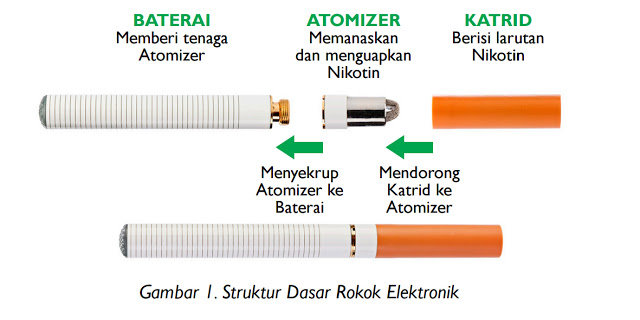 BATERAI
Memberi tenaga
Atomizer
ATOMIZER
Memanaskan
dan menguapkan
Nikotin
KATRID
Berisi larutan
Nikotin
Menyekrup
Atomizer ke
Baterai
Mendorong
Katrid ke
Atomizer
Gambar 1. Struktur Dasar Rokok Elektronik